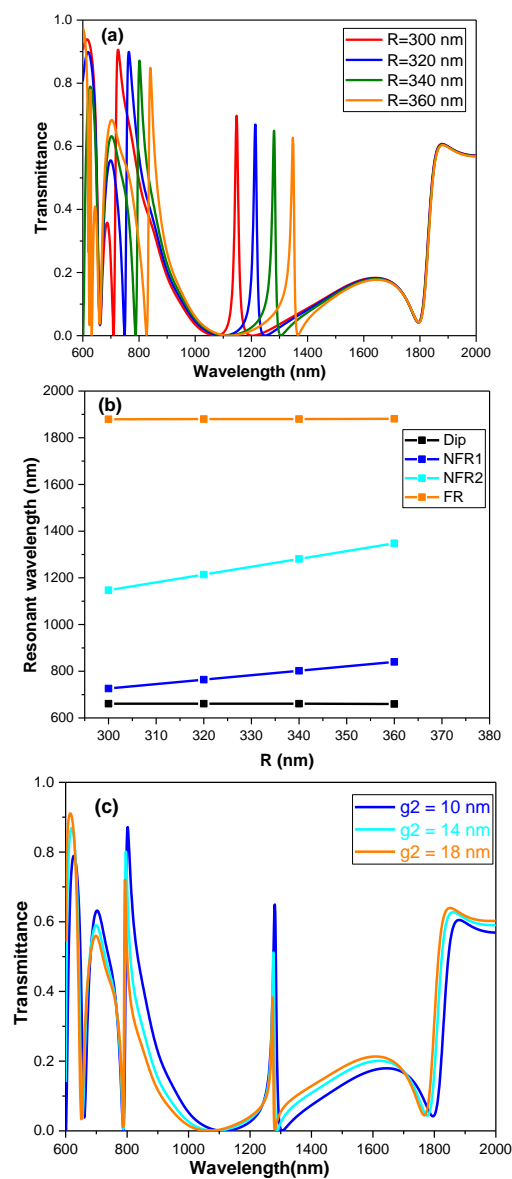 (a)
R=300 nm
R=320 nm
R=340 nm
R=360 nm
Transmittance
1.0
0.8
0.6
0.4
0.2
0.0
600 800 1000 1200 1400 1600 1800 2000
Wavelength (nm)
(b)
Dip
NFR1
NFR2
FR
Resonant wavelength (nm)
2000
1800
1600
1400
1200
1000
800
600
300 310 320 330 340 350 360 370 380
R (nm)
(c)
g2 = 10 nm
g2 = 14 nm
g2 = 18 nm
Transmittance
1.0
0.8
0.6
0.4
0.2
0.0
600 800 1000 1200 1400 1600 1800 2000
Wavelength(nm)